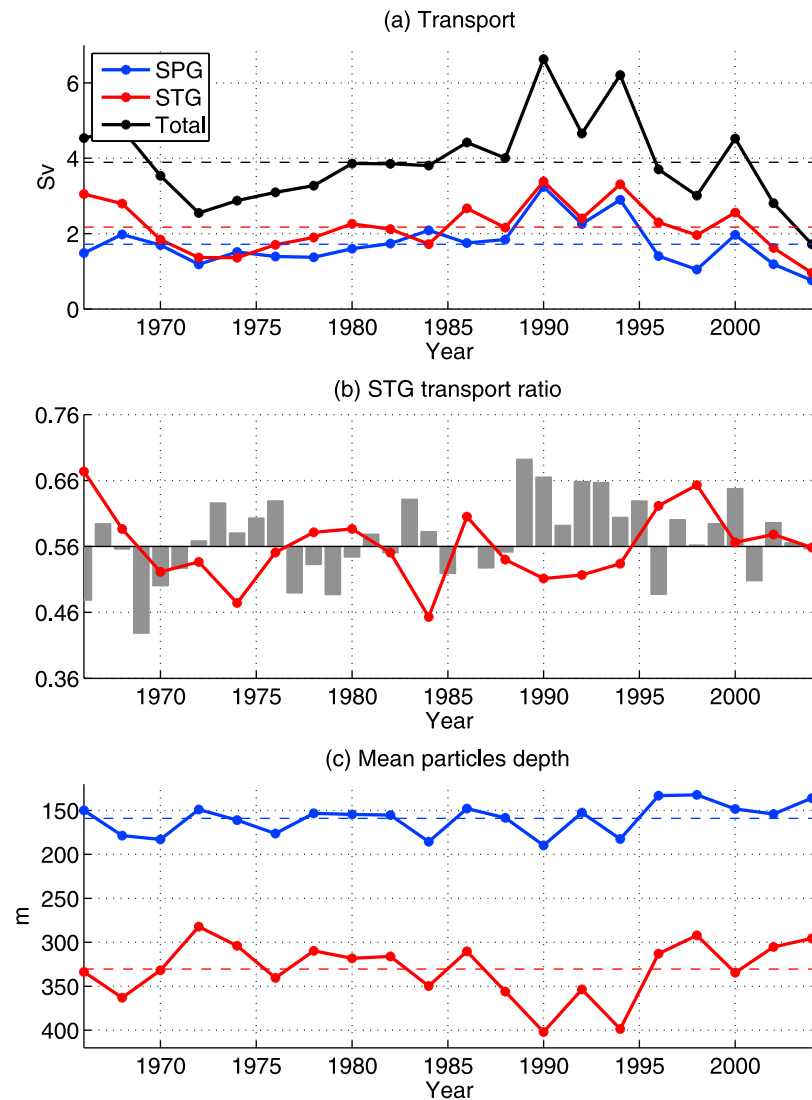 (a) Transport
SPG
STG
Total
6
4
2
0
Sv
1970 1975 1980 1985 1990 1995 2000
Year
(b) STG transport ratio
0.76
0.66
0.56
0.46
0.36
1970 1975 1980 1985 1990 1995 2000
Year
(c) Mean particles depth
150
200
250
300
350
400
m
1970 1975 1980 1985 1990 1995 2000
Year